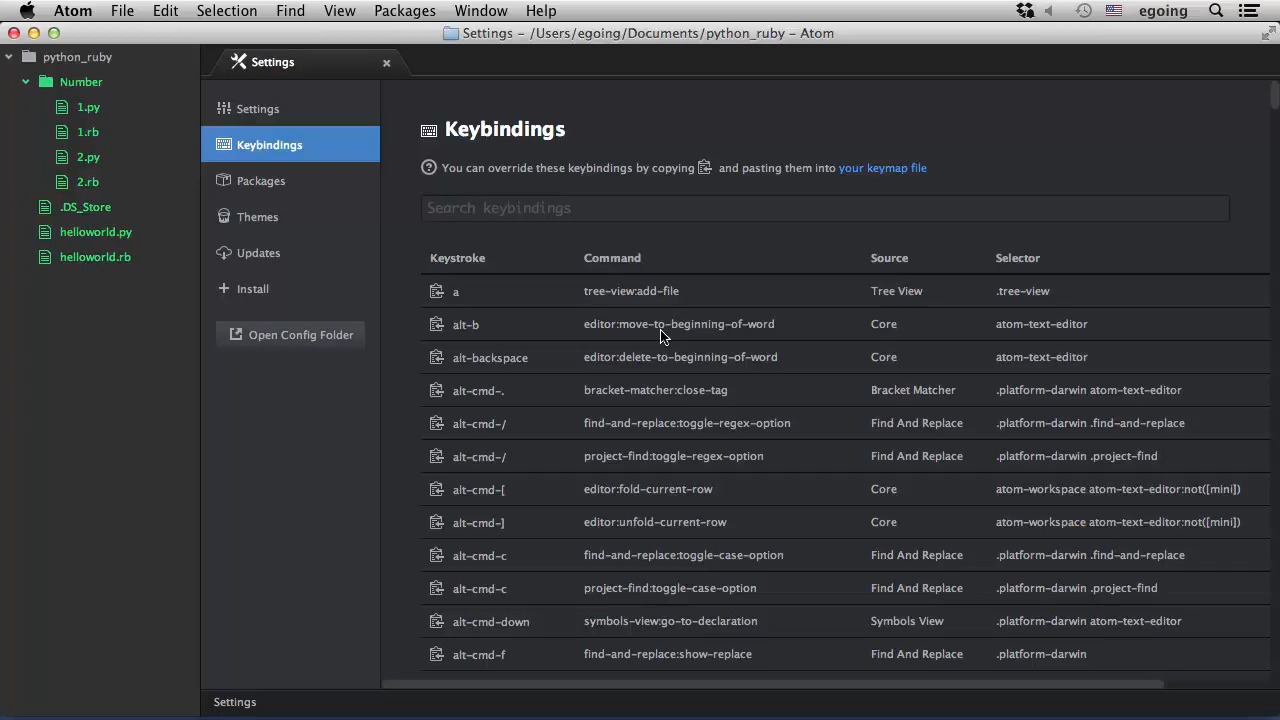 Atom File Edit Selection Find View Packages Window Help egoing
Settings – /Users/egoing/Documents/python_ruby – Atom
python_ruby
Number
1.py
1.rb
2.py
2.rb
.DS_Store
helloworld.py
helloworld.rb
Settings
Settings
Keybindings
Packages
Themes
Updates
Install
Open Config Folder
Keybindings
You can override these keybindings by copying and pasting them into your keymap file
Search keybindings
Keystroke Command Source Selector
a tree-view:add-file Tree View .tree-view
alt-b editor:move-to-beginning-of-word Core atom-text-editor
alt-backspace editor:delete-to-beginning-of-word Core atom-text-editor
alt-cmd-. bracket-matcher:close-tag Bracket Matcher .platform-darwin atom-text-editor
alt-cmd-/ find-and-replace:toggle-regex-option Find And Replace .platform-darwin .find-and-replace
alt-cmd-/ project-find:toggle-regex-option Find And Replace .platform-darwin .project-find
alt-cmd-[ editor:fold-current-row Core atom-workspace atom-text-editor:not([mini])
alt-cmd-] editor:unfold-current-row Core atom-workspace atom-text-editor:not([mini])
alt-cmd-c find-and-replace:toggle-case-option Find And Replace .platform-darwin .find-and-replace
alt-cmd-c project-find:toggle-case-option Find And Replace .platform-darwin .project-find
alt-cmd-down symbols-view:go-to-declaration Symbols View .platform-darwin atom-text-editor
alt-cmd-f find-and-replace:show-replace Find And Replace .platform-darwin
Settings